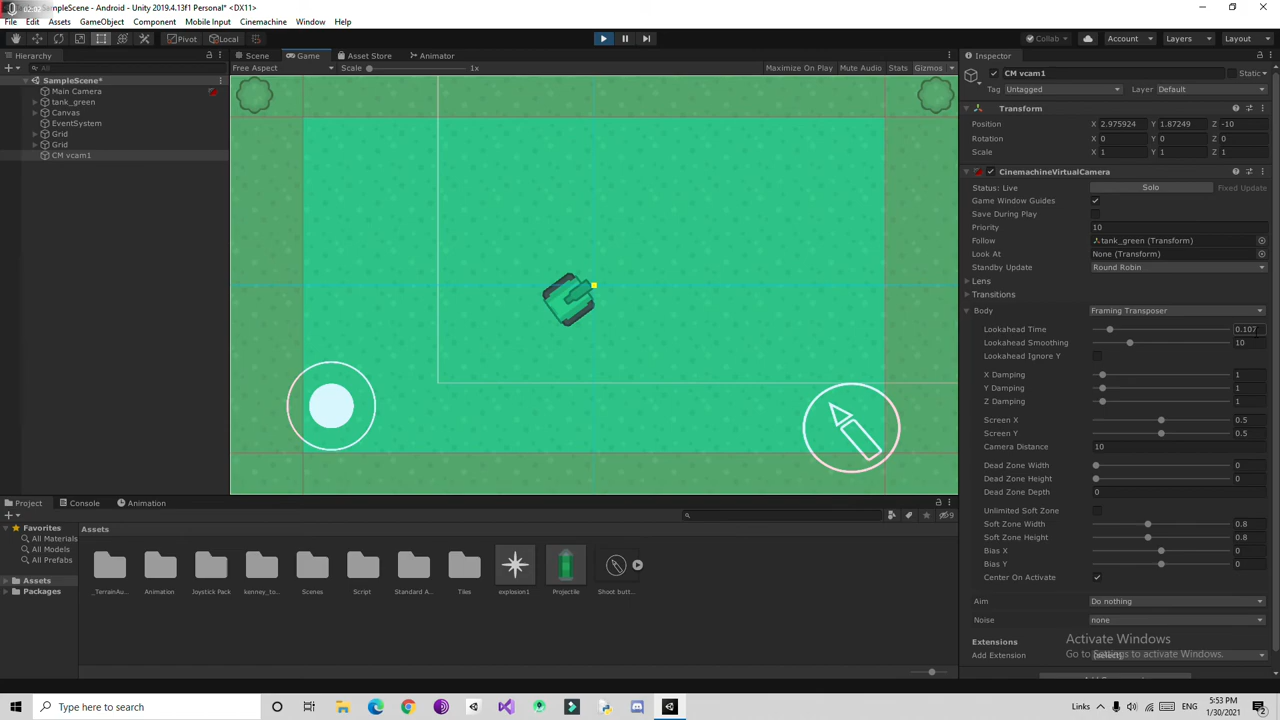 02:02
SampleScene - Android - Unity 2019.4.13f1 Personal* <DX11>
File Edit Assets GameObject Component Mobile Input Cinemachine Window Help
Pivot Local Collab Account Layers Layout
Hierarchy Scene Game Asset Store Animator Inspector
All Free Aspect Scale 1x Maximize On Play Mute Audio Stats Gizmos
CM vcam1 Static
Tag Untagged Layer Default
SampleScene*
Main Camera
tank_green
Canvas
EventSystem
Grid
Grid
CM vcam1
Transform
Position X 2.975924 Y 1.87249 Z -10
Rotation X 0 Y 0 Z 0
Scale X 1 Y 1 Z 1
CinemachineVirtualCamera
Status: Live Solo Fixed Update
Game Window Guides
Save During Play
Priority 10
Follow tank_green (Transform)
Look At None (Transform)
Standby Update Round Robin
Lens
Transitions
Body Framing Transposer
Lookahead Time 0.107
Lookahead Smoothing 10
Lookahead Ignore Y
X Damping 1
Y Damping 1
Z Damping 1
Screen X 0.5
Screen Y 0.5
Camera Distance 10
Dead Zone Width 0
Dead Zone Height 0
Dead Zone Depth 0
Unlimited Soft Zone
Soft Zone Width 0.8
Soft Zone Height 0.8
Bias X 0
Bias Y 0
Center On Activate
Aim Do nothing
Noise none
Extensions
Add Extension (select)
Activate Windows
Go to Settings to activate Windows.
Project Console Animation
9
Favorites
All Materials
All Models
All Prefabs
Assets
Packages
Assets
_TerrainAu... Animation Joystick Pack kenney_to... Scenes Script Standard A... Tiles explosion1 Projectile Shoot butt...
Type here to search
Links ENG 5:53 PM
1/30/2021
2